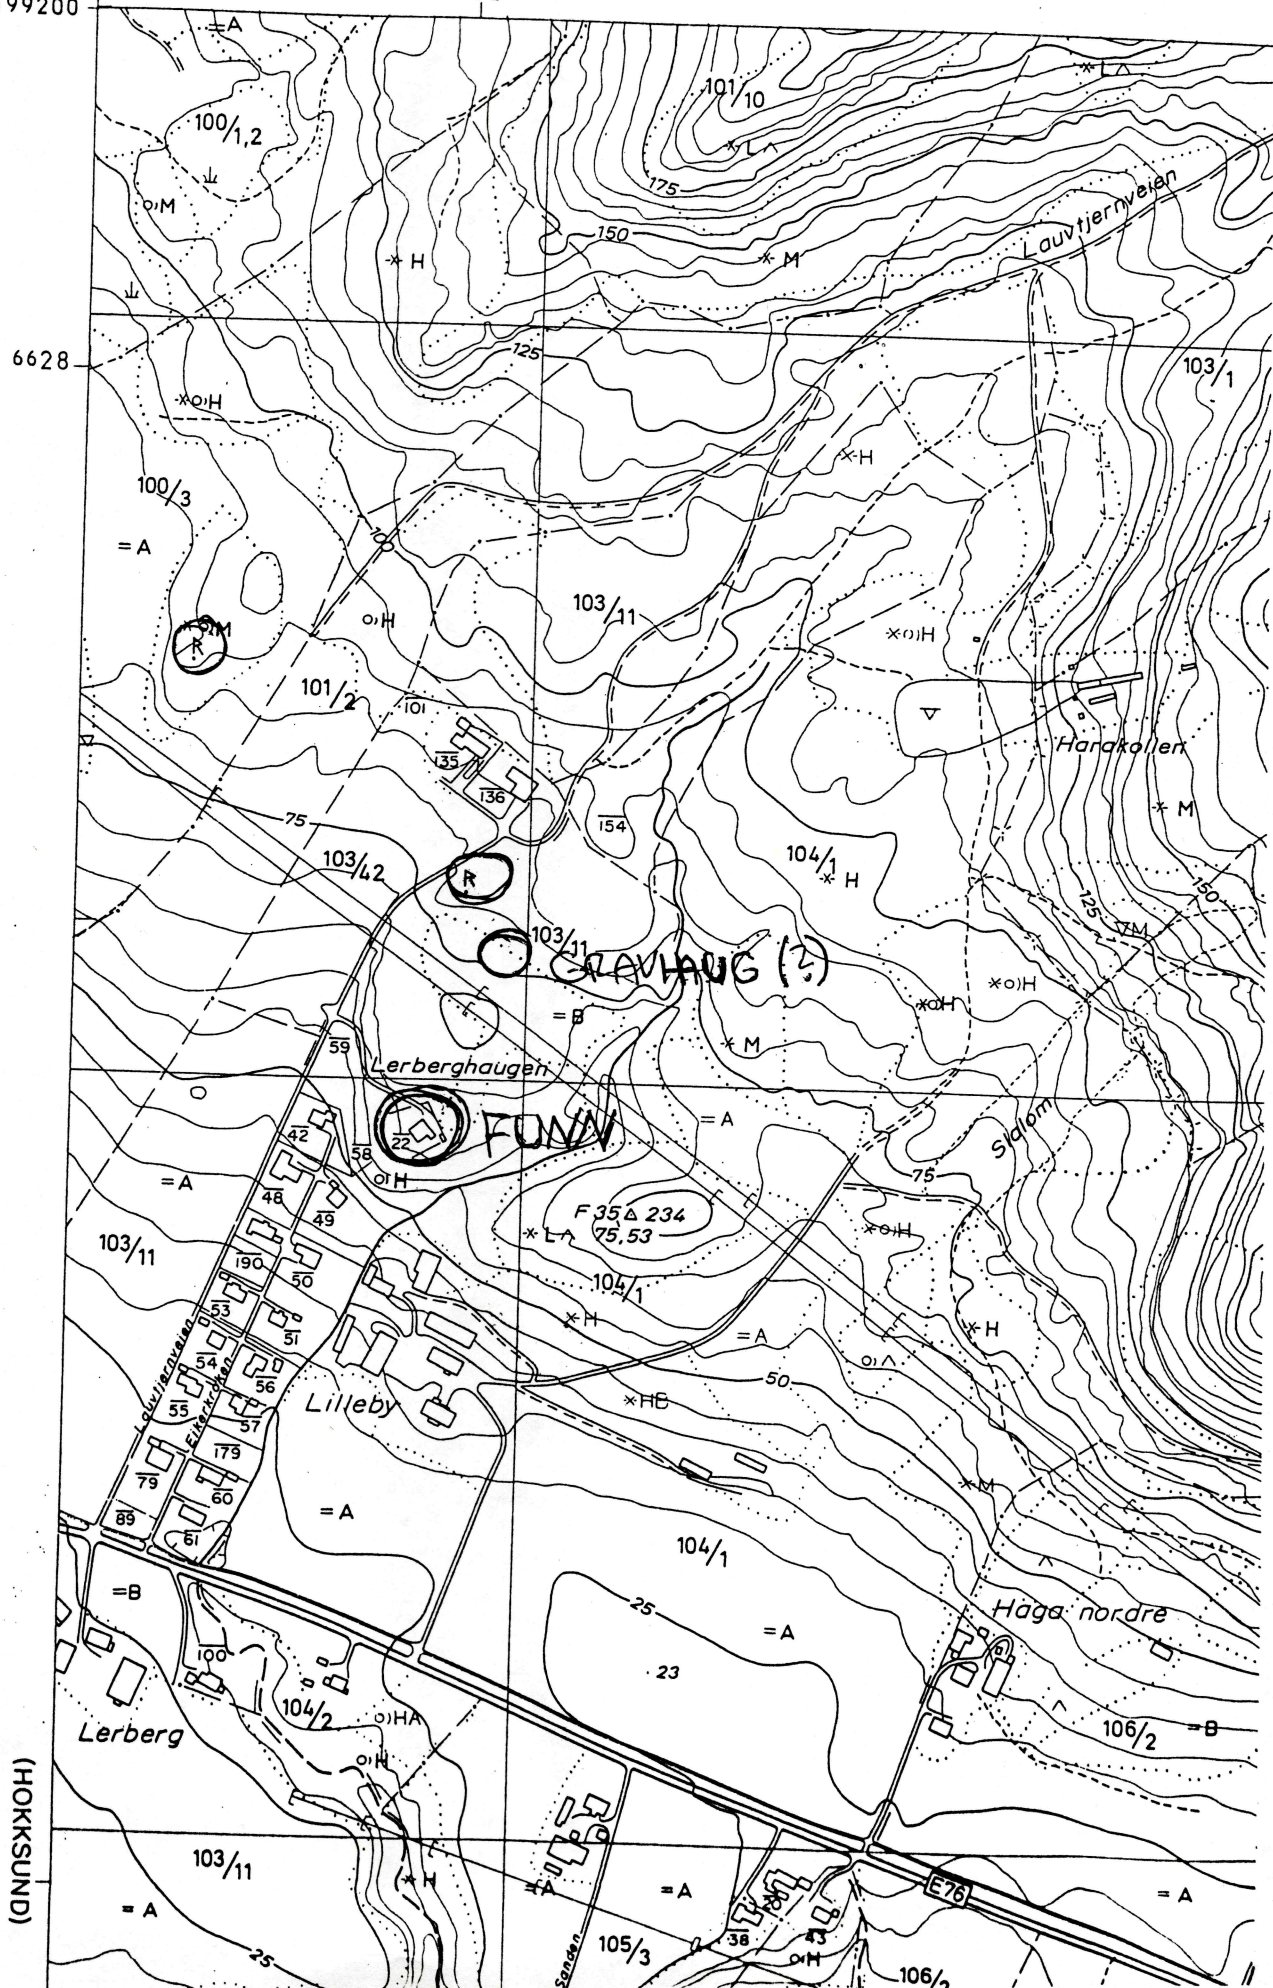 99200
=A
101/10
L
100/1,2
175
M
Lauvtjernveien
150
H
M
125
6628
103/1
H
H
100/3
=A
100
103/11
H
H
M
R
101/2
101
135
136
Harakollen
154
M
75
103/42
104/1
H
R
150
125
M
103/11
GRAVHAUG (?)
H
H
=B
59
M
Lerberghaugen
=A
Slalom
FUNN
42
22
58
75
H
=A
48
49
F 35 234
75,53
L
H
103/11
190
50
104/1
53
51
H
H
=A
54
56
50
Lauvtjernveien
Eikerkroken
Lilleby
HB
55
57
179
79
M
60
89
=A
61
104/1
=B
25
Haga nordre
=A
100
23
104/2
HA
106/2
=B
Lerberg
H
(HOKKSUND)
103/11
H
E76
=A
=A
=A
=A
38
43
25
105/3
H
Sanden
106/2